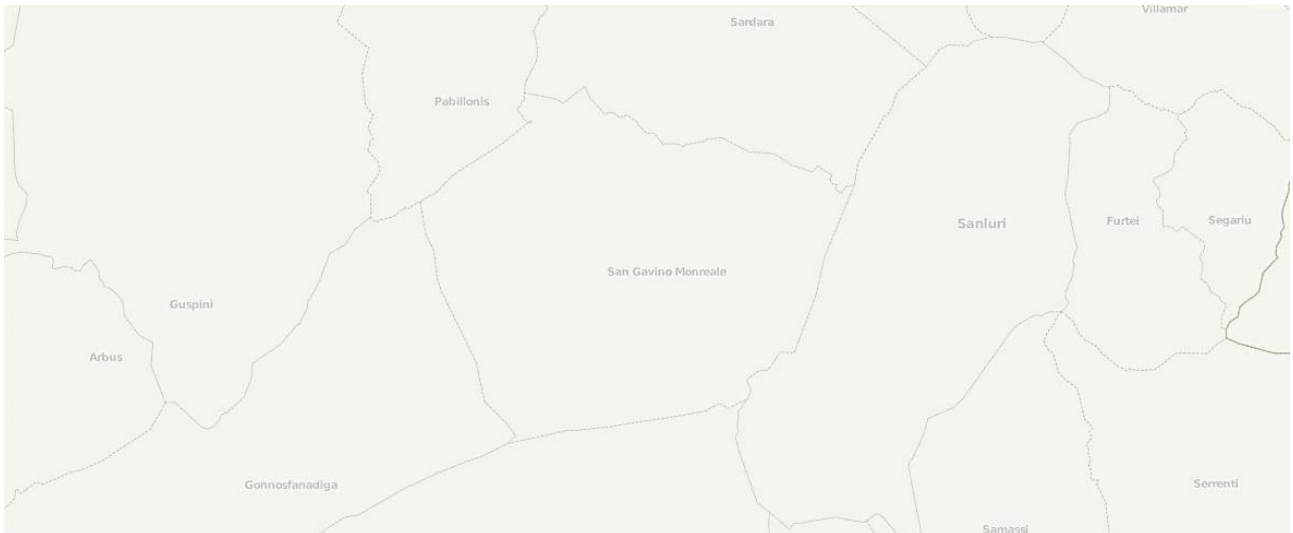 Villamar
Sardara
Pabillonis
Segariu
Furtei
Sanluri
San Gavino Monreale
Guspini
Arbus
Serrenti
Gonnosfanadiga
Samassi